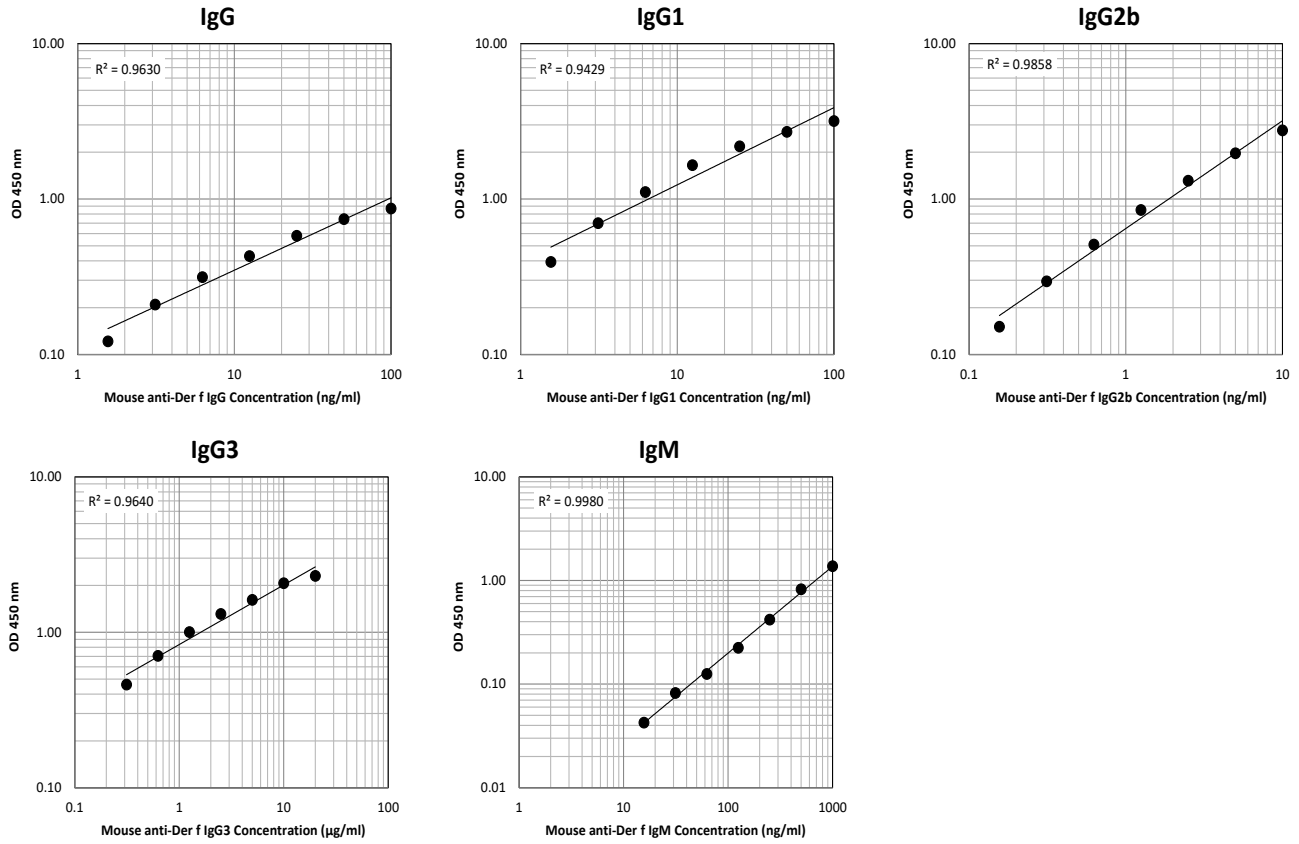 IgG
10.00
R² = 0.9630
1.00
0.10
OD 450 nm
1 10 100
Mouse anti-Der f IgG Concentration (ng/ml)
IgG1
10.00
R² = 0.9429
1.00
0.10
OD 450 nm
1 10 100
Mouse anti-Der f IgG1 Concentration (ng/ml)
IgG2b
10.00
R² = 0.9858
1.00
0.10
OD 450 nm
0.1 1 10
Mouse anti-Der f IgG2b Concentration (ng/ml)
IgG3
10.00
R² = 0.9640
1.00
0.10
OD 450 nm
0.1 1 10 100
Mouse anti-Der f IgG3 Concentration (µg/ml)
IgM
10.00
R² = 0.9980
1.00
0.10
0.01
OD 450 nm
1 10 100 1000
Mouse anti-Der f IgM Concentration (ng/ml)